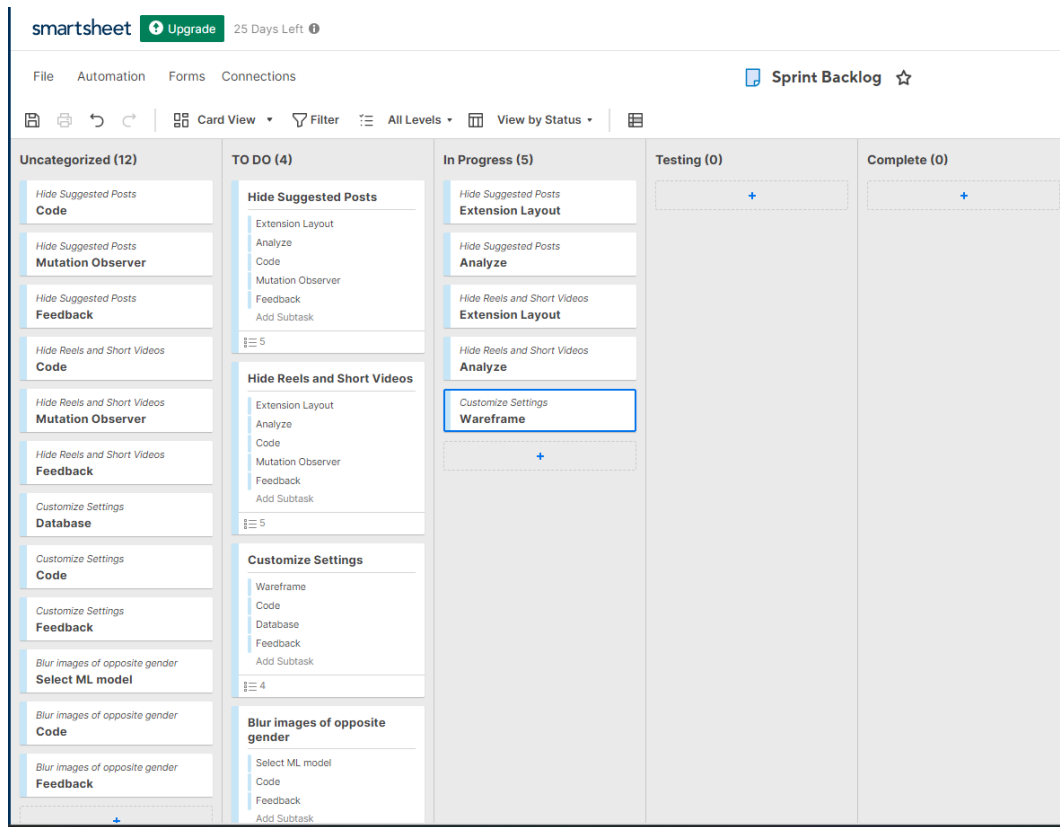 smartsheet Upgrade 25 Days Left
File Automation Forms Connections
Sprint Backlog
Card View Filter All Levels View by Status
Uncategorized (12)
Hide Suggested Posts
Code
Hide Suggested Posts
Mutation Observer
Hide Suggested Posts
Feedback
Hide Reels and Short Videos
Code
Hide Reels and Short Videos
Mutation Observer
Hide Reels and Short Videos
Feedback
Customize Settings
Database
Customize Settings
Code
Customize Settings
Feedback
Blur images of opposite gender
Select ML model
Blur images of opposite gender
Code
Blur images of opposite gender
Feedback
+
TO DO (4)
Hide Suggested Posts
Extension Layout
Analyze
Code
Mutation Observer
Feedback
Add Subtask
5
Hide Reels and Short Videos
Extension Layout
Analyze
Code
Mutation Observer
Feedback
Add Subtask
5
Customize Settings
Wareframe
Code
Database
Feedback
Add Subtask
4
Blur images of opposite
gender
Select ML model
Code
Feedback
Add Subtask
In Progress (5)
Hide Suggested Posts
Extension Layout
Hide Suggested Posts
Analyze
Hide Reels and Short Videos
Extension Layout
Hide Reels and Short Videos
Analyze
Customize Settings
Wareframe
+
Testing (0)
+
Complete (0)
+